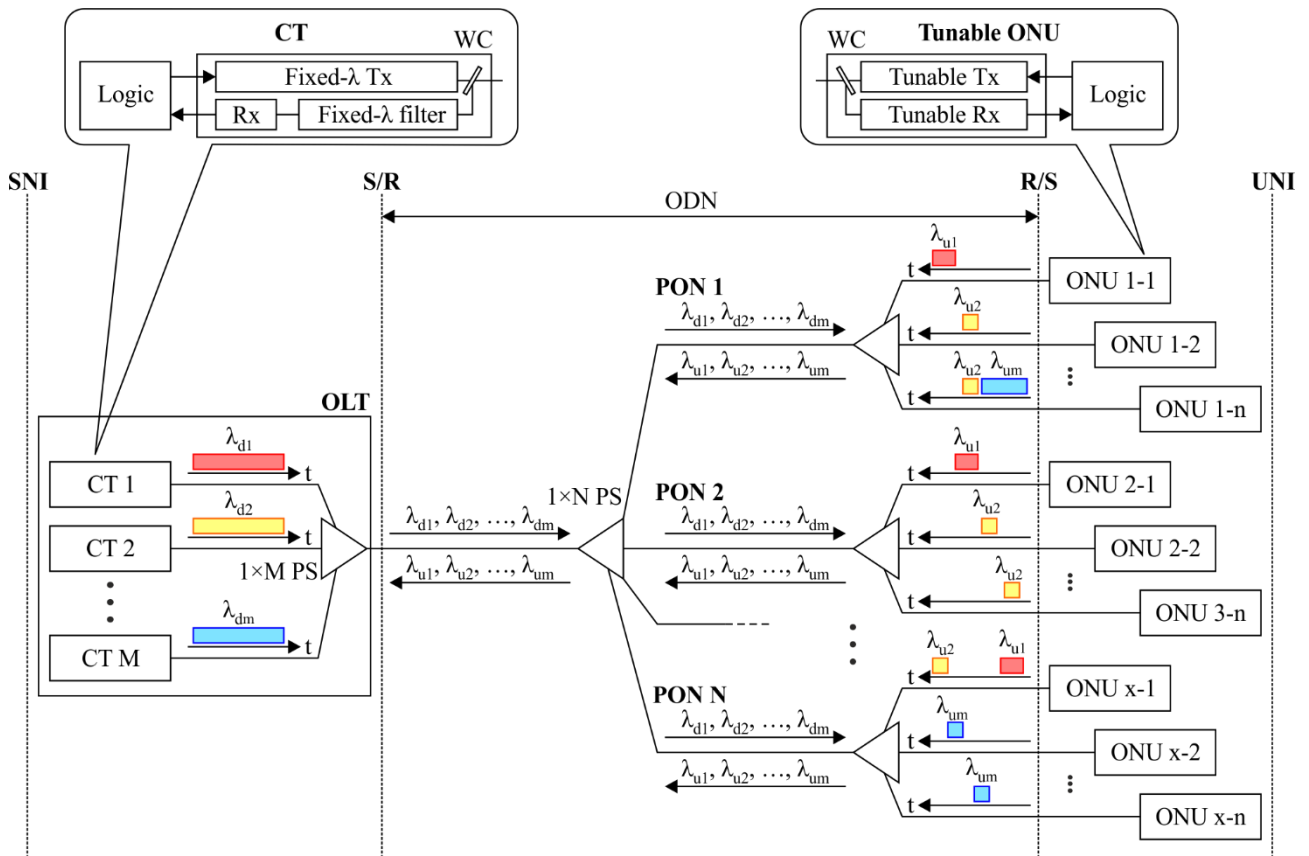 CT
WC
Fixed-λ Tx
Logic
Rx
Fixed-λ filter
Tunable ONU
WC
Tunable Tx
Logic
Tunable Rx
SNI
S/R
R/S
UNI
ODN
λu1
t
ONU 1-1
PON 1
λd1, λd2, …, λdm
λu2
t
ONU 1-2
λu1, λu2, …, λum
λu2 λum
t
ONU 1-n
OLT
λd1
CT 1
t
λd2
CT 2
t
1×M PS
λdm
CT M
t
λd1, λd2, …, λdm
λu1, λu2, …, λum
1×N PS
PON 2
λd1, λd2, …, λdm
λu1, λu2, …, λum
λu1
t
ONU 2-1
λu2
t
ONU 2-2
λu2
t
ONU 3-n
PON N
λd1, λd2, …, λdm
λu1, λu2, …, λum
λu2 λu1
t
ONU x-1
λum
t
ONU x-2
λum
t
ONU x-n